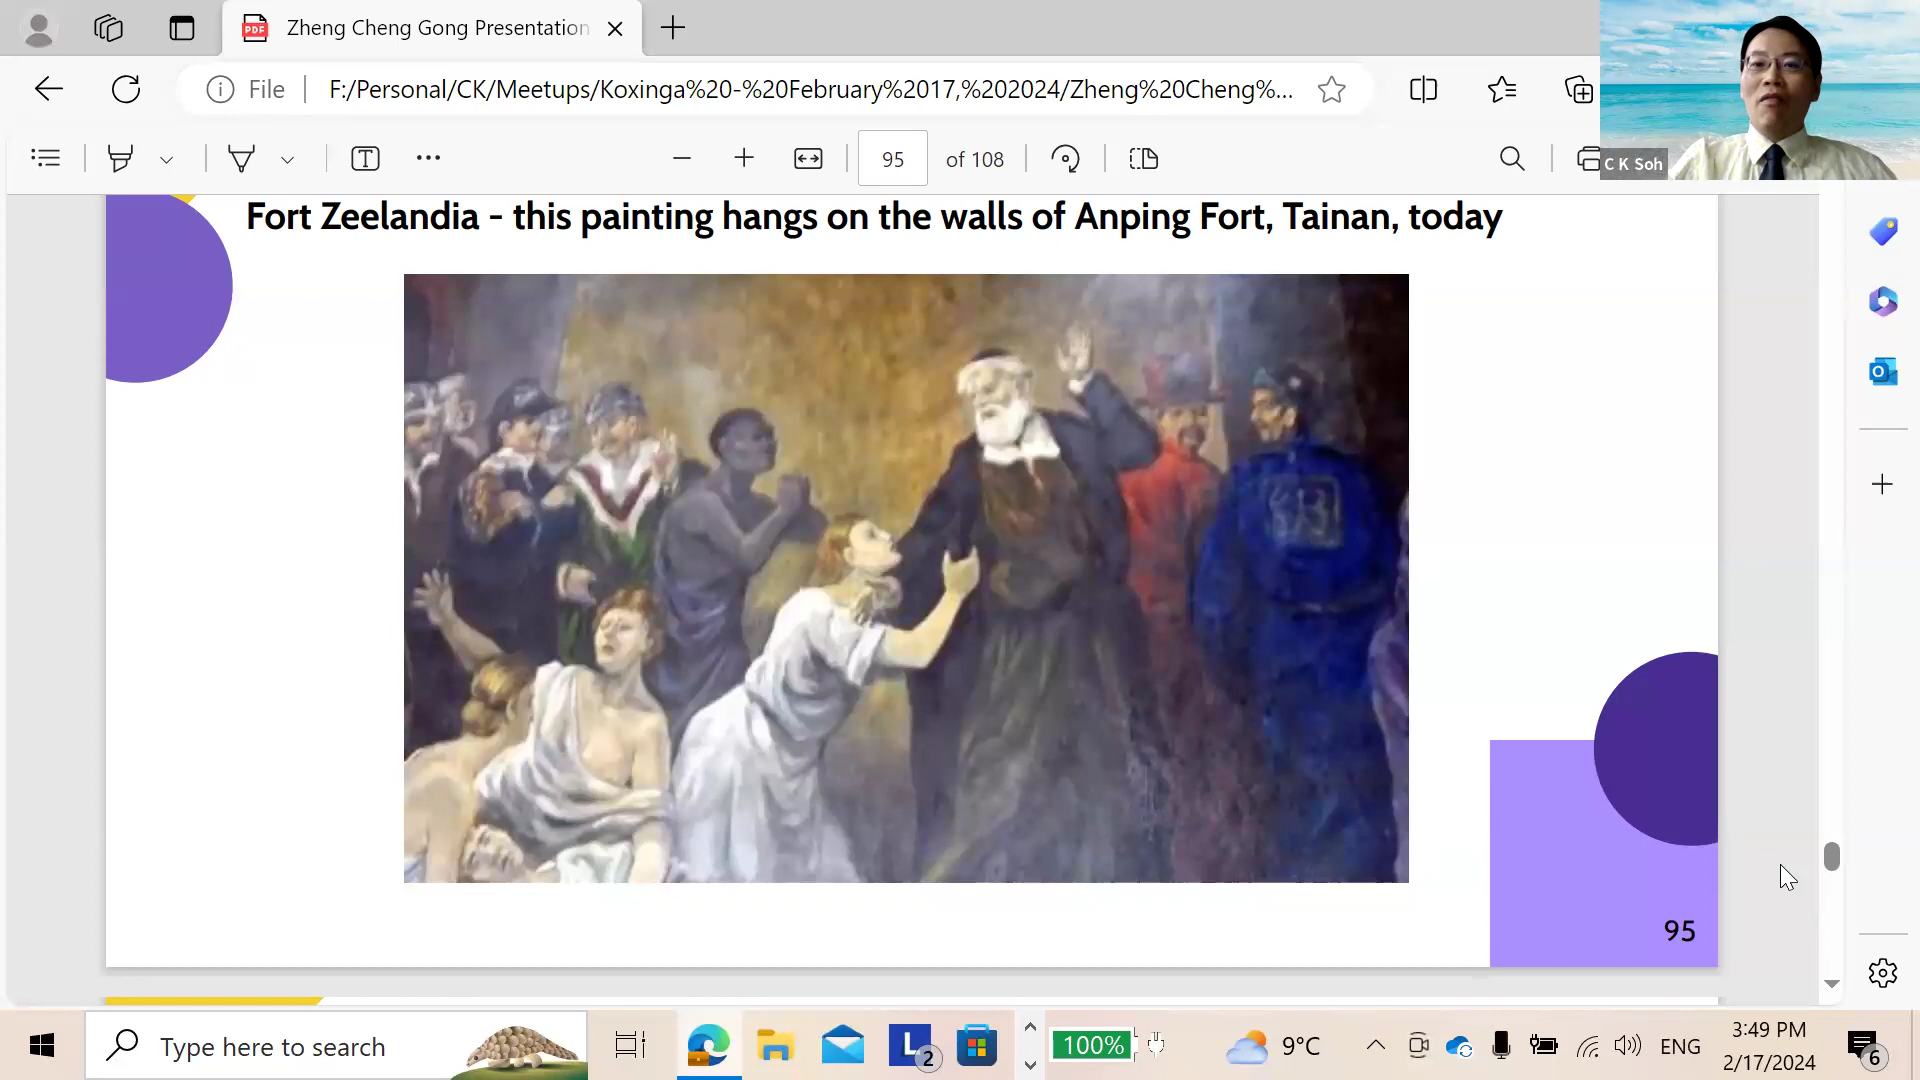 Zheng Cheng Gong Presentation
File
F:/Personal/CK/Meetups/Koxinga%20-%20February%2017,%202024/Zheng%20Cheng%...
95
of 108
C K Soh
Fort Zeelandia - this painting hangs on the walls of Anping Fort, Tainan, today
95
Type here to search
L
2
100%
9°C
ENG
3:49 PM
2/17/2024
6